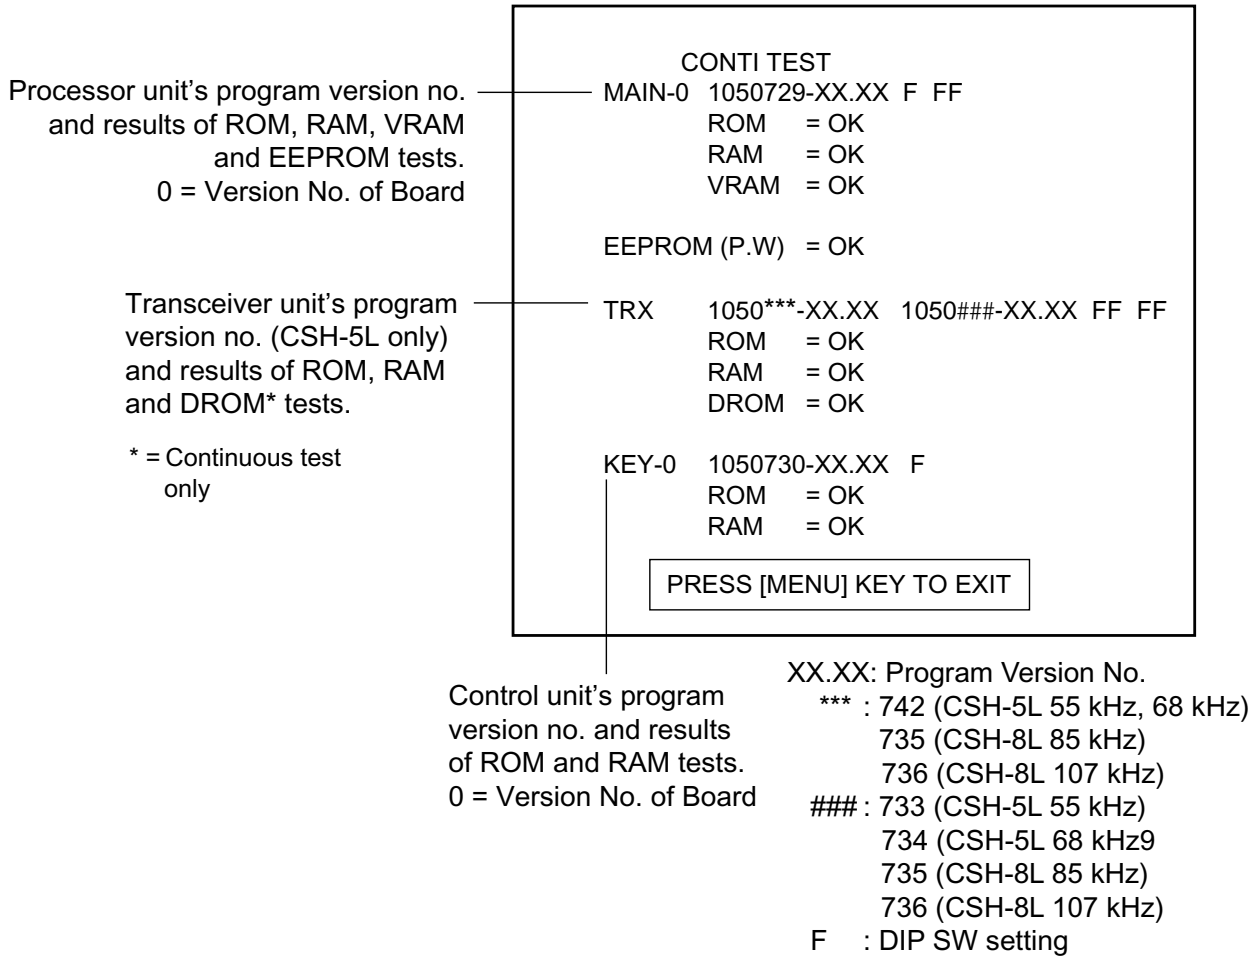 CONTI TEST
Processor unit's program version no.
and results of ROM, RAM, VRAM
and EEPROM tests.
0 = Version No. of Board
MAIN-0 1050729-XX.XX F FF
ROM = OK
RAM = OK
VRAM = OK
EEPROM (P.W) = OK
Transceiver unit's program
version no. (CSH-5L only)
and results of ROM, RAM
and DROM* tests.
* = Continuous test
only
TRX 1050***-XX.XX 1050###-XX.XX FF FF
ROM = OK
RAM = OK
DROM = OK
KEY-0 1050730-XX.XX F
ROM = OK
RAM = OK
PRESS [MENU] KEY TO EXIT
Control unit's program
version no. and results
of ROM and RAM tests.
0 = Version No. of Board
XX.XX: Program Version No.
*** : 742 (CSH-5L 55 kHz, 68 kHz)
735 (CSH-8L 85 kHz)
736 (CSH-8L 107 kHz)
### : 733 (CSH-5L 55 kHz)
734 (CSH-5L 68 kHz9
735 (CSH-8L 85 kHz)
736 (CSH-8L 107 kHz)
F : DIP SW setting